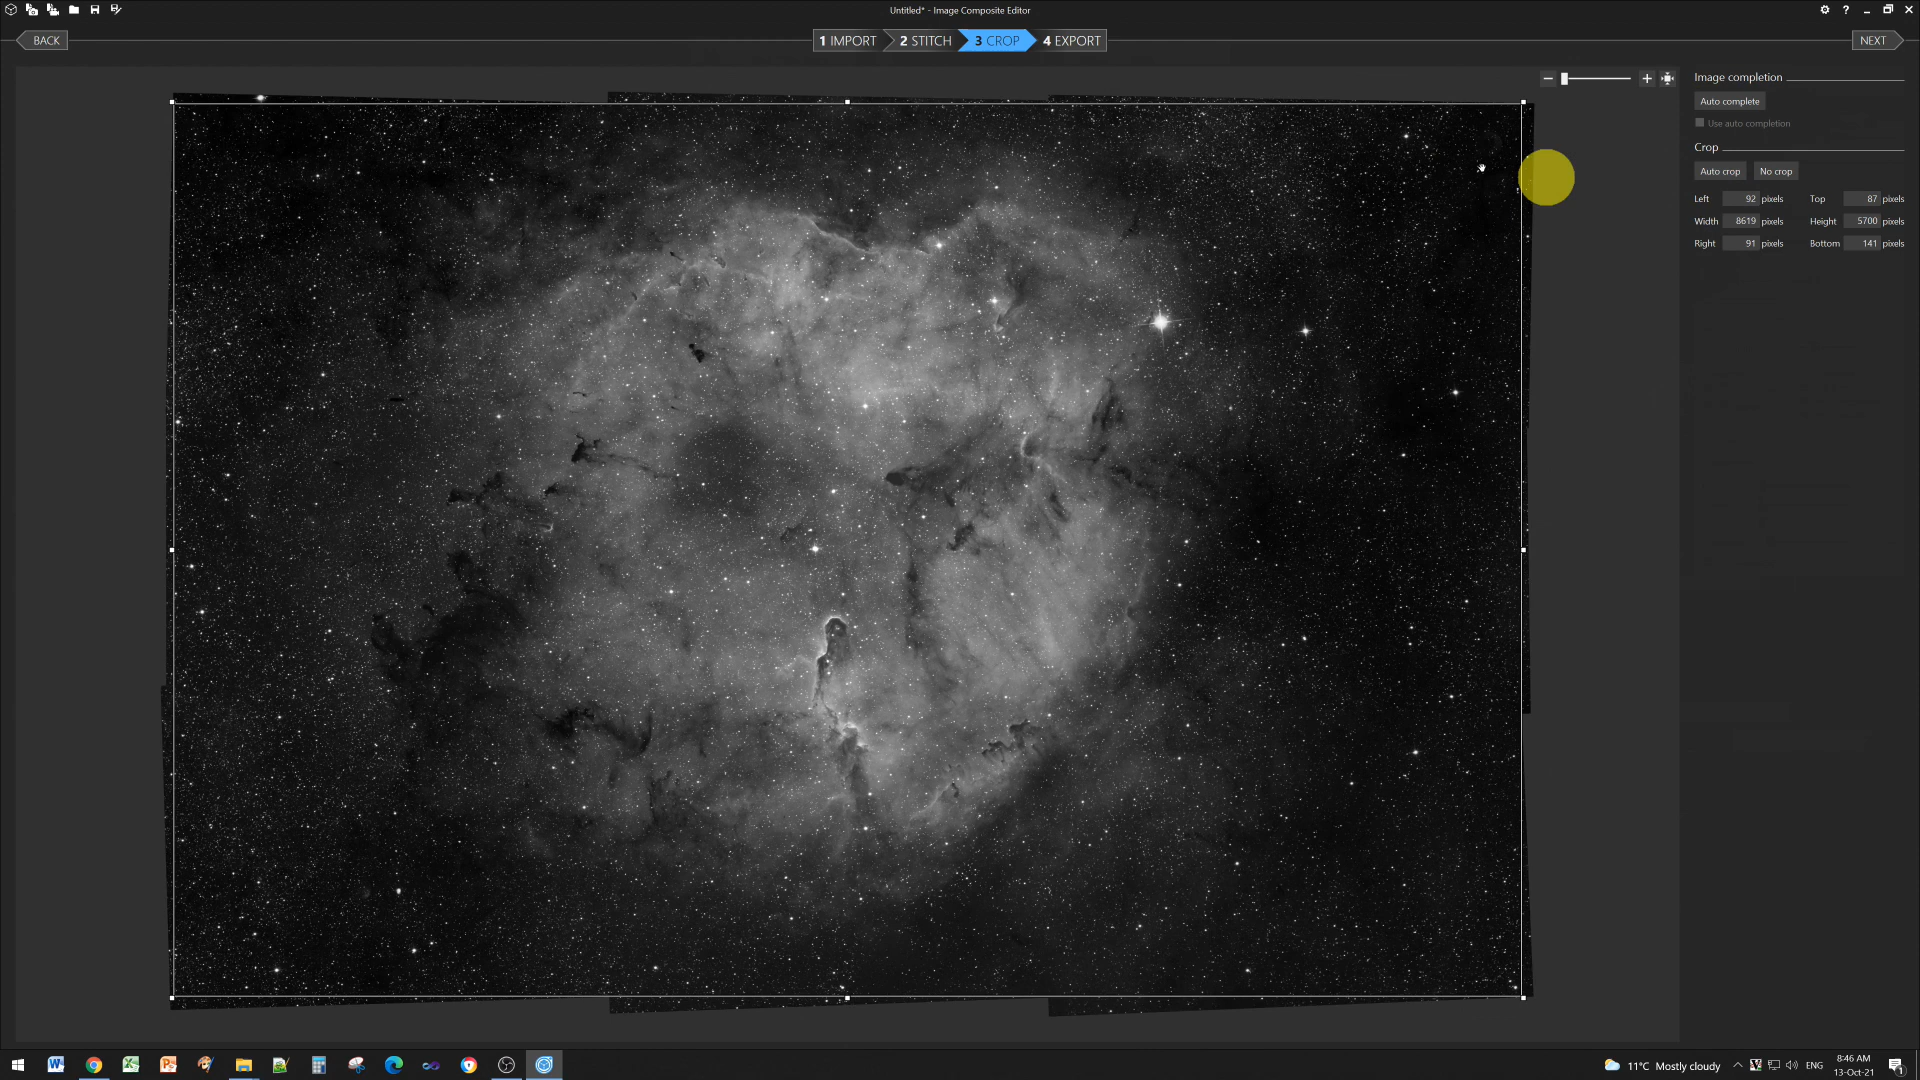 Untitled* - Image Composite Editor
BACK
1 IMPORT
2 STITCH
3 CROP
4 EXPORT
NEXT
Image completion
Auto complete
Use auto completion
Crop
Auto crop No crop
Left 92 pixels Top 87 pixels
Width 8619 pixels Height 5700 pixels
Right 91 pixels Bottom 141 pixels
11°C Mostly cloudy
ENG
8:46 AM
13-Oct-21